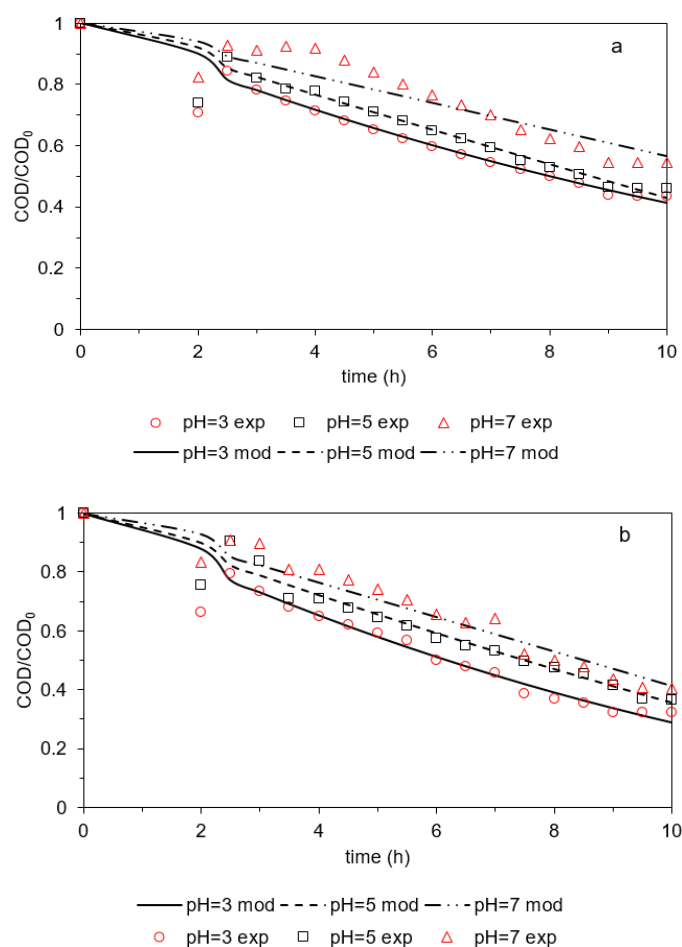 a
1
0.8
0.6
0.4
0.2
0
COD/COD₀
0 2 4 6 8 10
time (h)
pH=3 exp pH=5 exp pH=7 exp
pH=3 mod pH=5 mod pH=7 mod
b
1
0.8
0.6
0.4
0.2
0
COD/COD₀
0 2 4 6 8 10
time (h)
pH=3 mod pH=5 mod pH=7 mod
pH=3 exp pH=5 exp pH=7 exp